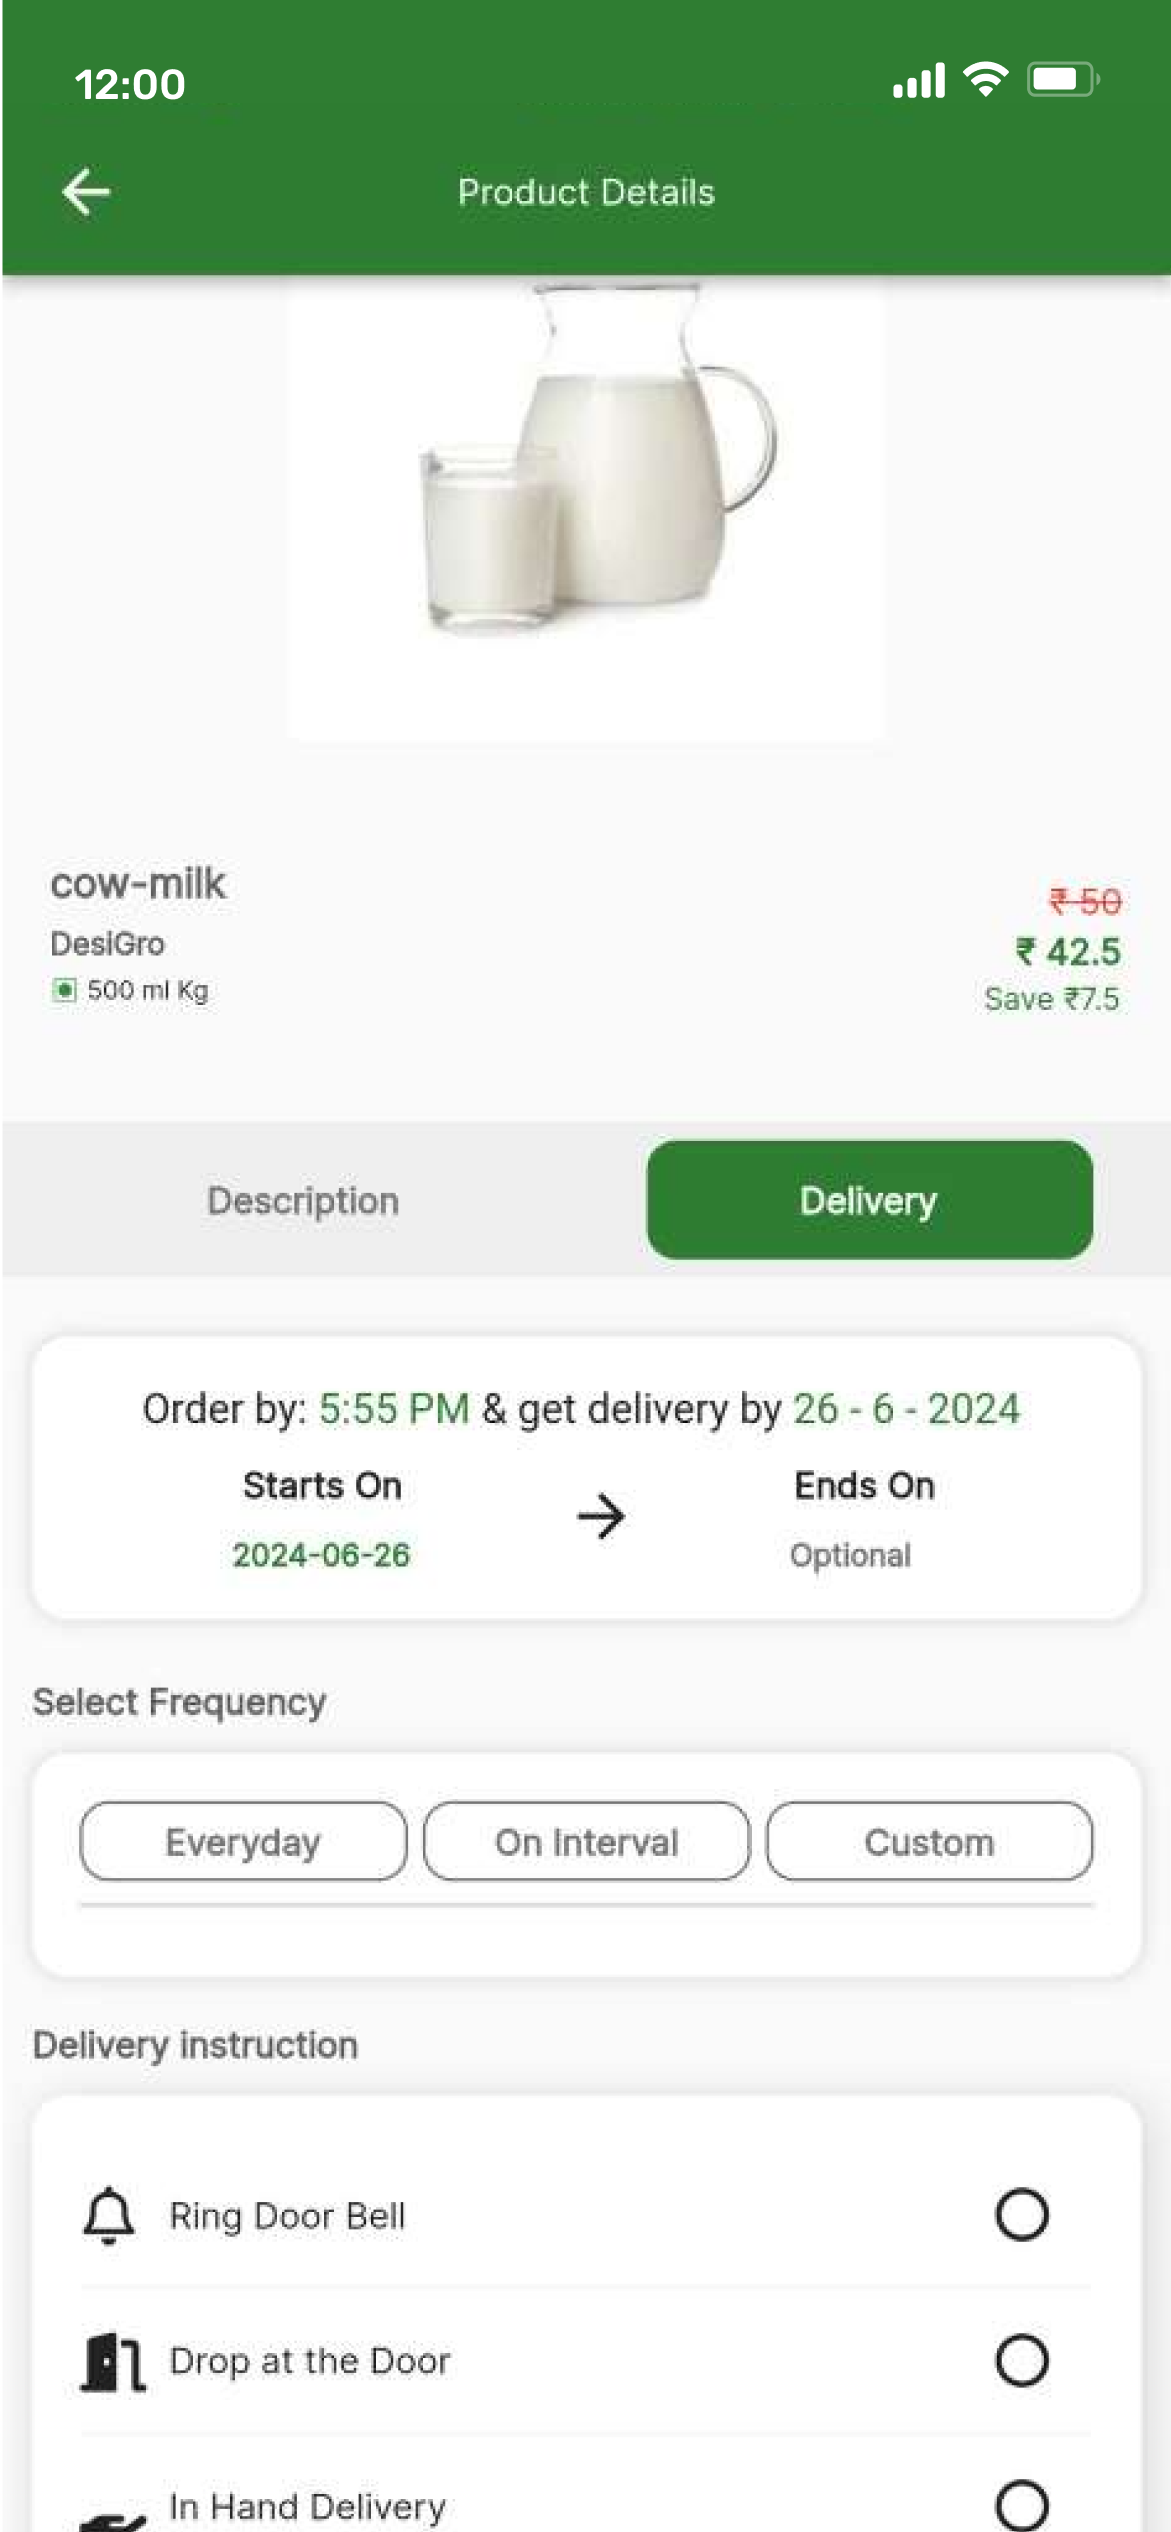 12:00
Product Details
cow-milk
DesiGro
500 ml Kg
₹ 50
₹ 42.5
Save ₹7.5
Description
Delivery
Order by: 5:55 PM & get delivery by 26 - 6 - 2024
Starts On
Ends On
2024-06-26
Optional
Select Frequency
Everyday
On Interval
Custom
Delivery instruction
Ring Door Bell
Drop at the Door
In Hand Delivery